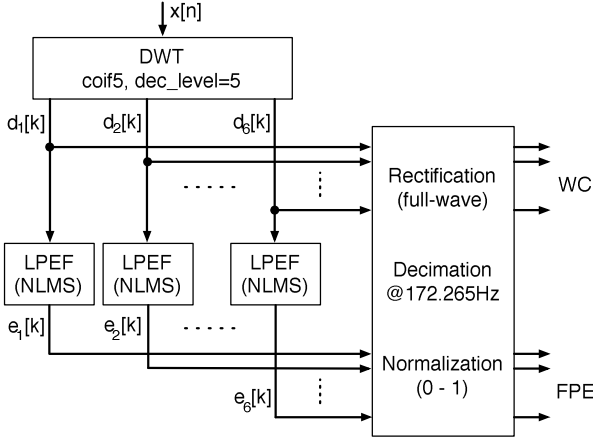 x[n]
DWT
coif5, dec_level=5
d1[k]
d2[k]
d6[k]
Rectification
(full-wave)
WC
LPEF
(NLMS)
LPEF
(NLMS)
LPEF
(NLMS)
Decimation
@172.265Hz
e1[k]
e2[k]
e6[k]
Normalization
(0 - 1)
FPE